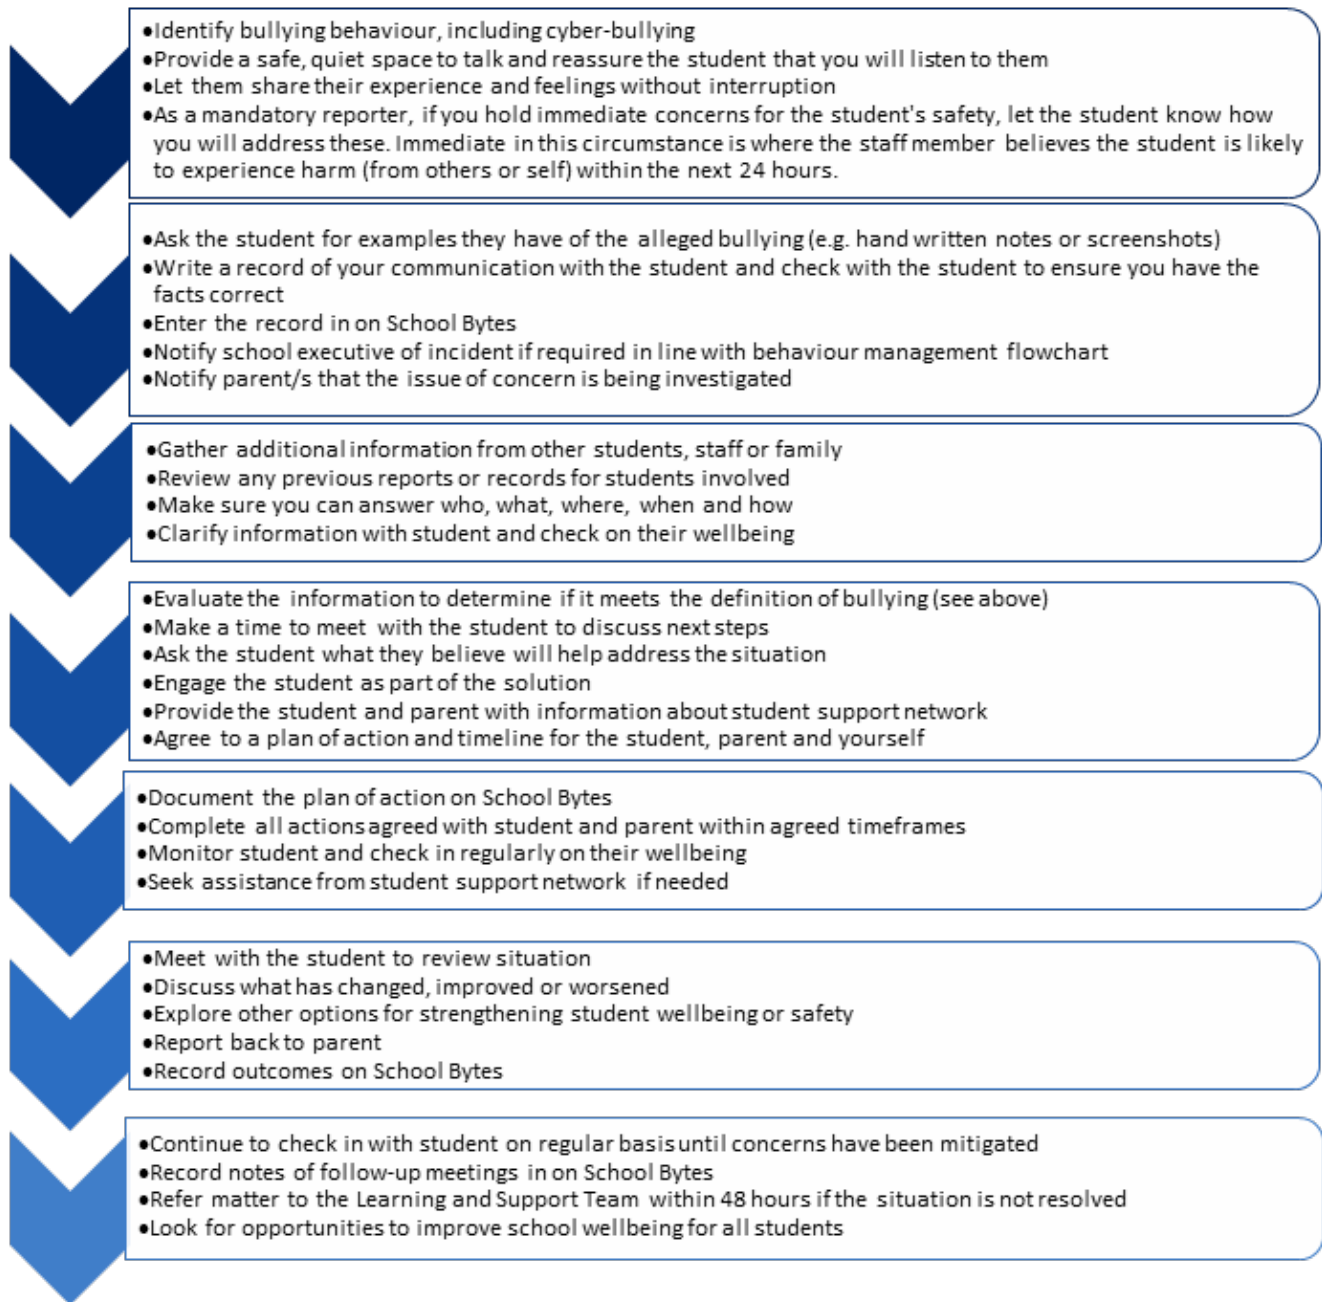 •Identify bullying behaviour, including cyber-bullying
•Provide a safe, quiet space to talk and reassure the student that you will listen to them
•Let them share their experience and feelings without interruption
•As a mandatory reporter, if you hold immediate concerns for the student's safety, let the student know how
you will address these. Immediate in this circumstance is where the staff member believes the student is likely
to experience harm (from others or self) within the next 24 hours.
•Ask the student for examples they have of the alleged bullying (e.g. hand written notes or screenshots)
•Write a record of your communication with the student and check with the student to ensure you have the
facts correct
•Enter the record in on School Bytes
•Notify school executive of incident if required in line with behaviour management flowchart
•Notify parent/s that the issue of concern is being investigated
•Gather additional information from other students, staff or family
•Review any previous reports or records for students involved
•Make sure you can answer who, what, where, when and how
•Clarify information with student and check on their wellbeing
•Evaluate the information to determine if it meets the definition of bullying (see above)
•Make a time to meet with the student to discuss next steps
•Ask the student what they believe will help address the situation
•Engage the student as part of the solution
•Provide the student and parent with information about student support network
•Agree to a plan of action and timeline for the student, parent and yourself
•Document the plan of action on School Bytes
•Complete all actions agreed with student and parent within agreed timeframes
•Monitor student and check in regularly on their wellbeing
•Seek assistance from student support network if needed
•Meet with the student to review situation
•Discuss what has changed, improved or worsened
•Explore other options for strengthening student wellbeing or safety
•Report back to parent
•Record outcomes on School Bytes
•Continue to check in with student on regular basis until concerns have been mitigated
•Record notes of follow-up meetings in on School Bytes
•Refer matter to the Learning and Support Team within 48 hours if the situation is not resolved
•Look for opportunities to improve school wellbeing for all students